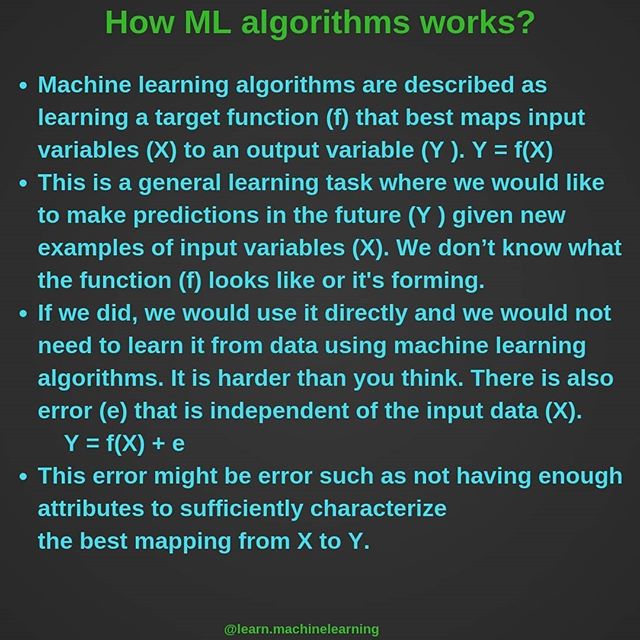 How ML algorithms works?
• Machine learning algorithms are described as
learning a target function (f) that best maps input
variables (X) to an output variable (Y ). Y = f(X)
• This is a general learning task where we would like
to make predictions in the future (Y ) given new
examples of input variables (X). We don’t know what
the function (f) looks like or it's forming.
• If we did, we would use it directly and we would not
need to learn it from data using machine learning
algorithms. It is harder than you think. There is also
error (e) that is independent of the input data (X).
Y = f(X) + e
• This error might be error such as not having enough
attributes to sufficiently characterize
the best mapping from X to Y.
@learn.machinelearning